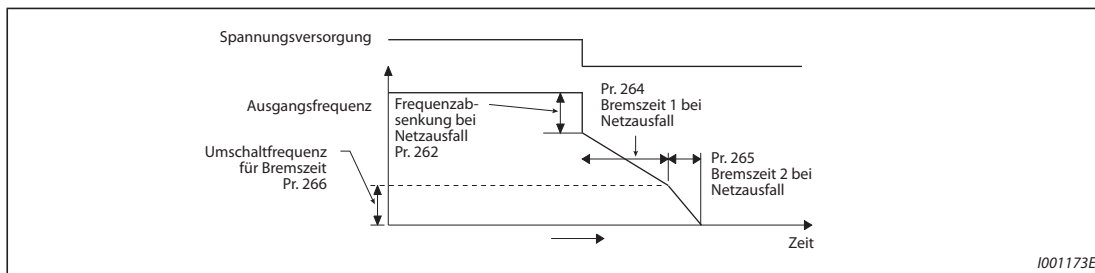 Spannungsversorgung
Ausgangsfrequenz
Frequenzab-
senkung bei
Netzausfall
Pr. 262
Pr. 264
Bremszeit 1 bei
Netzausfall
Umschaltfrequenz
für Bremszeit
Pr. 266
Pr. 265
Bremszeit 2 bei
Netzausfall
Zeit
I001173E